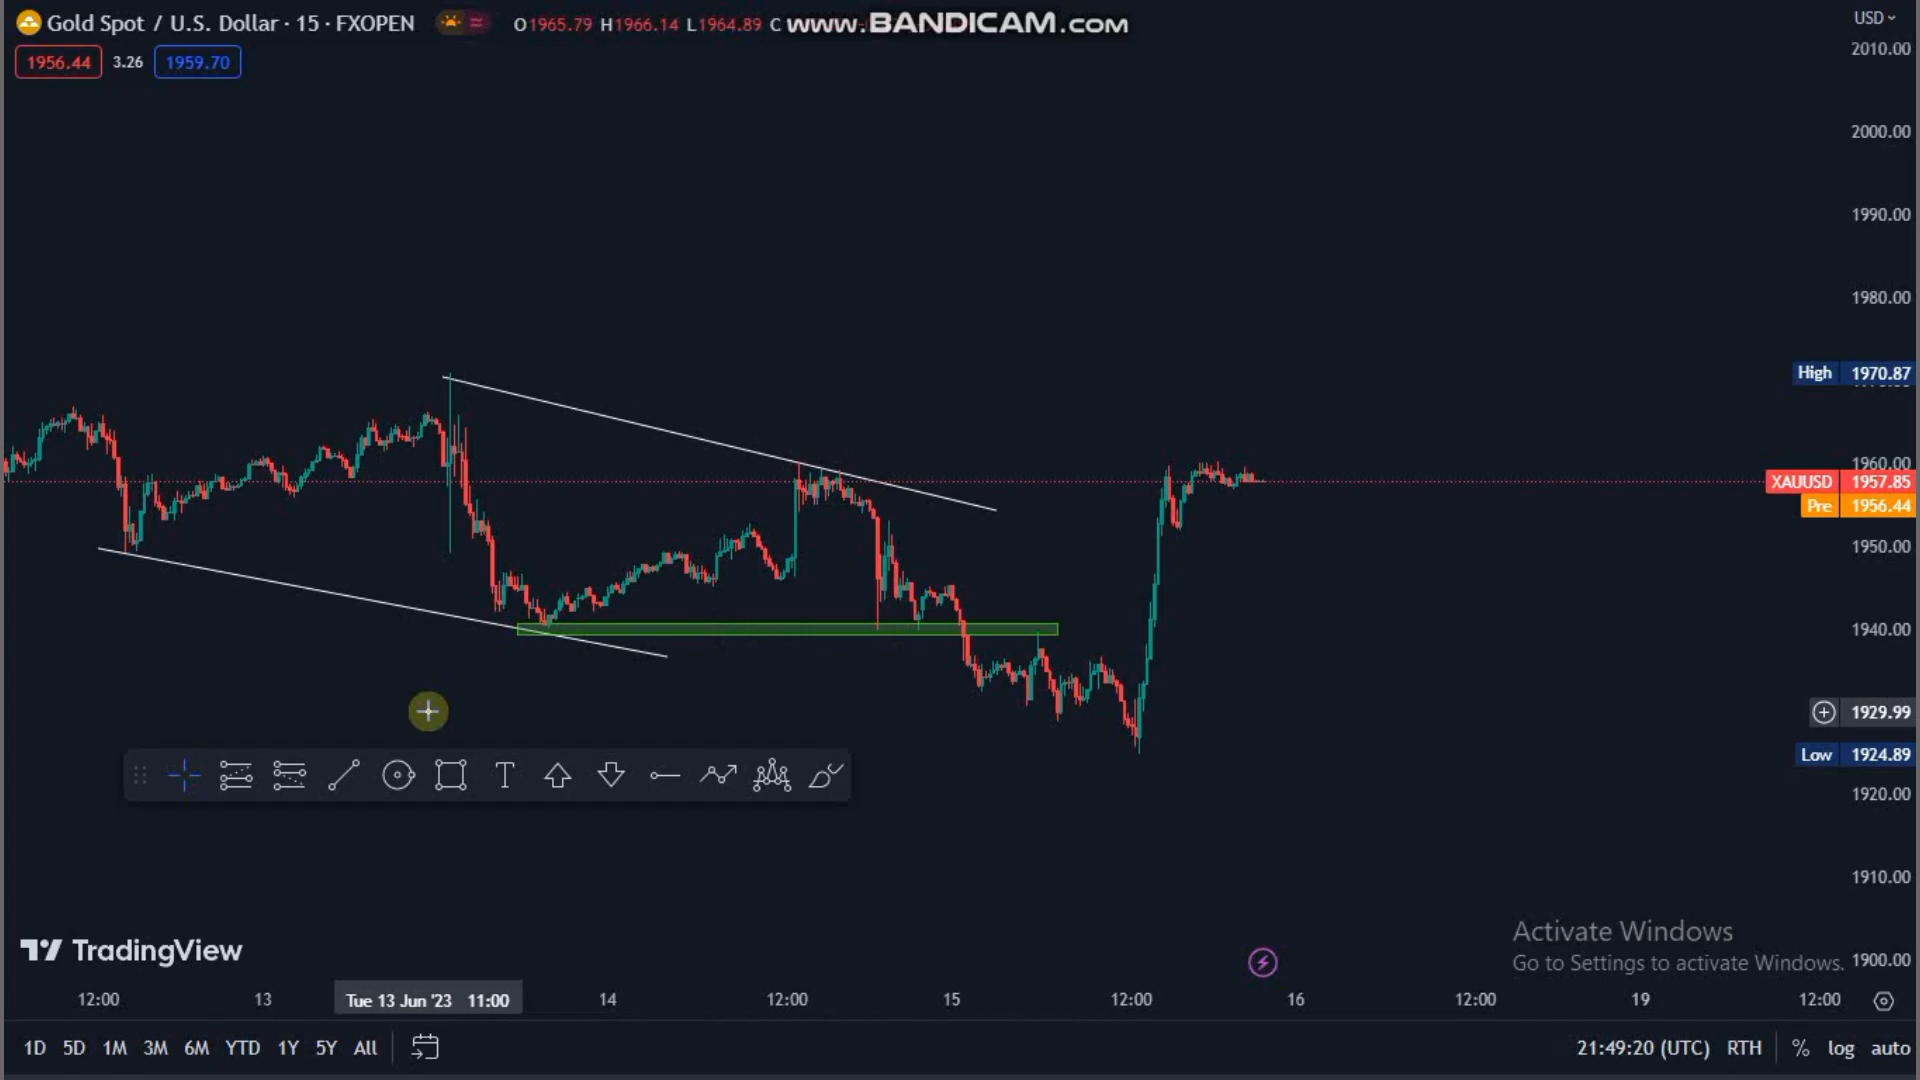 Gold Spot / U.S. Dollar · 15 · FXOPEN O1965.79 H1966.14 L1964.89 C
www.BANDICAM.com
1956.44 3.26 1959.70
USD
2010.00
2000.00
1990.00
1980.00
High 1970.87
1960.00
XAUUSD 1957.85
Pre 1956.44
1950.00
1940.00
1929.99
Low 1924.89
1920.00
1910.00
1900.00
T
TradingView
Activate Windows
Go to Settings to activate Windows.
12:00 13 Tue 13 Jun '23 11:00 14 12:00 15 12:00 16 12:00 19 12:00
1D 5D 1M 3M 6M YTD 1Y 5Y All 21:49:20 (UTC) RTH % log auto